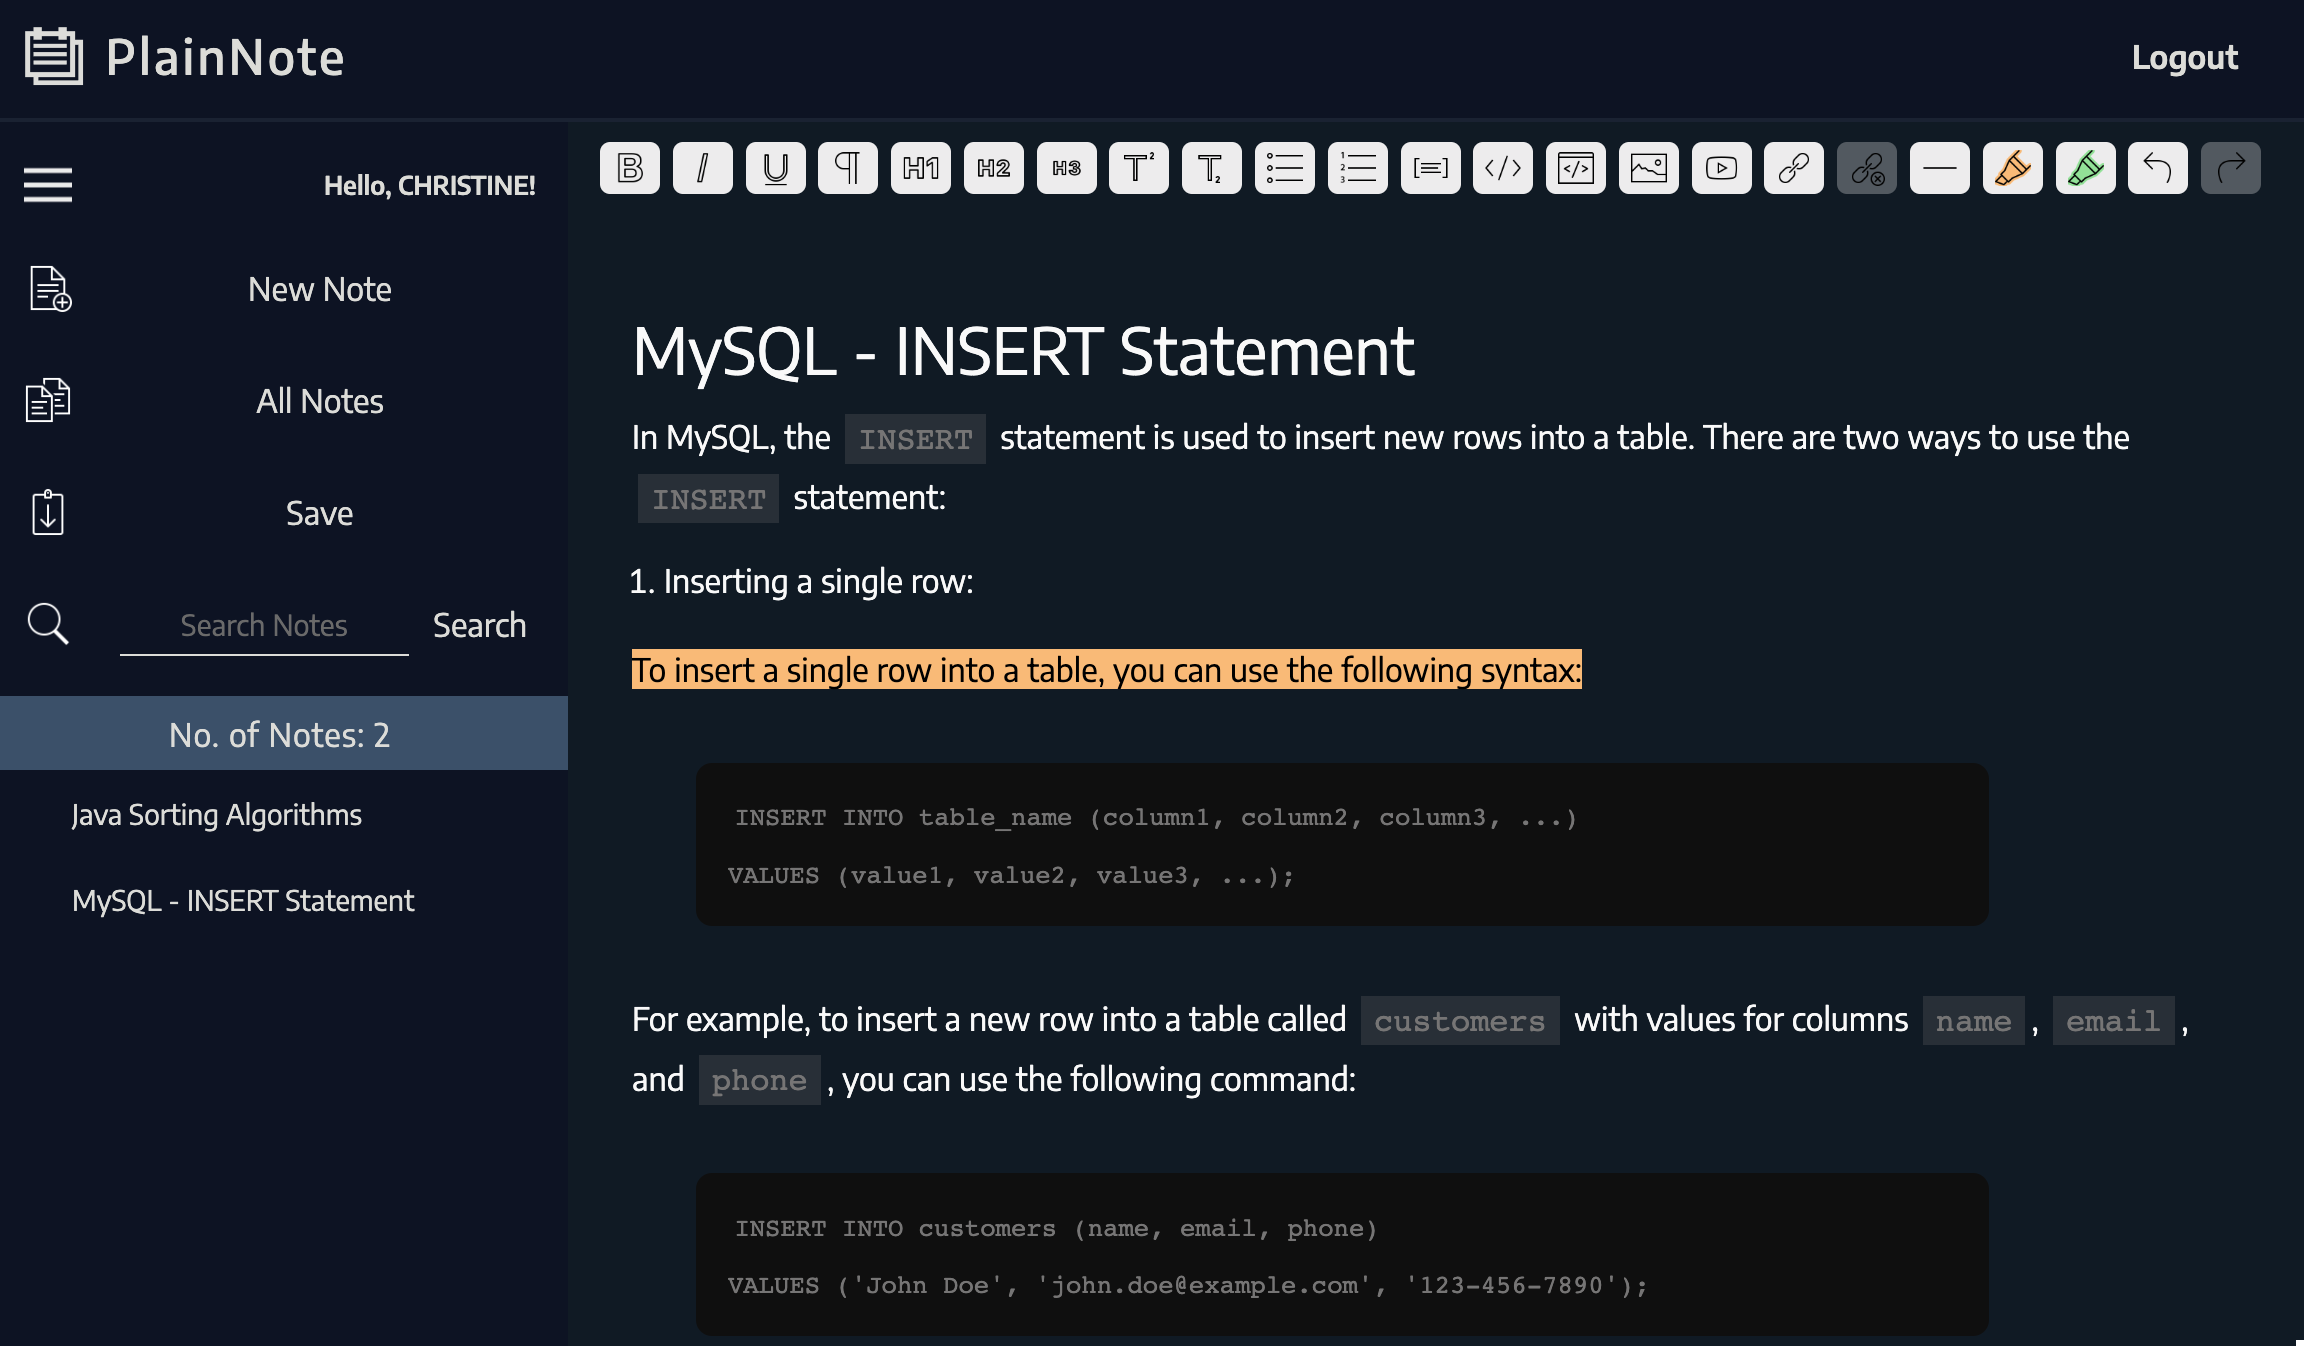 PlainNote
Logout
Hello, CHRISTINE!
New Note
All Notes
Save
Search Notes
Search
No. of Notes: 2
Java Sorting Algorithms
MySQL - INSERT Statement
B I U ¶ H1 H2 H3 T² T₂ </> </>
MySQL - INSERT Statement
In MySQL, the INSERT statement is used to insert new rows into a table. There are two ways to use the
INSERT statement:
1. Inserting a single row:
To insert a single row into a table, you can use the following syntax:
INSERT INTO table_name (column1, column2, column3, ...)
VALUES (value1, value2, value3, ...);
For example, to insert a new row into a table called customers with values for columns name, email,
and phone, you can use the following command:
INSERT INTO customers (name, email, phone)
VALUES ('John Doe', 'john.doe@example.com', '123-456-7890');